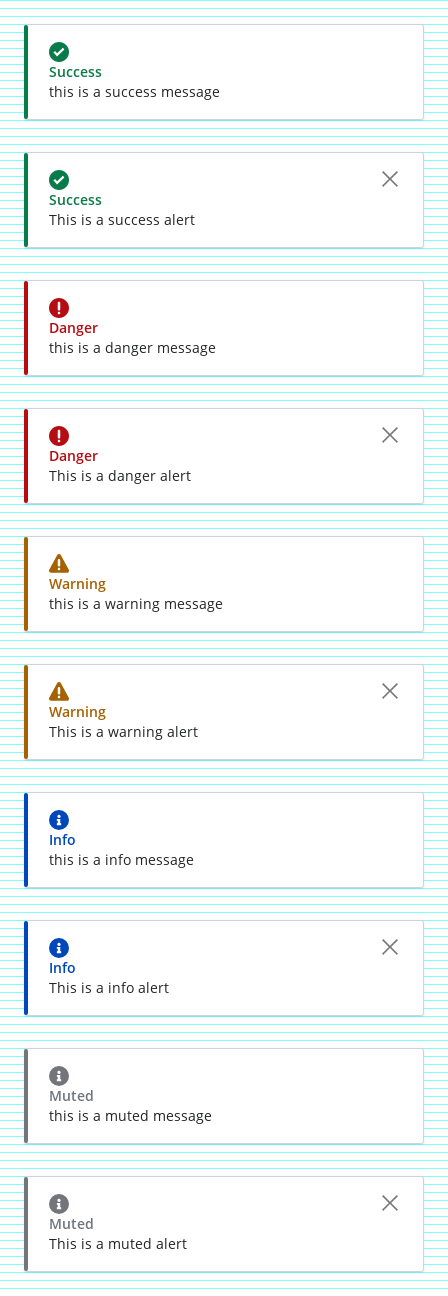 Success
this is a success message
Success
This is a success alert
Danger
this is a danger message
Danger
This is a danger alert
Warning
this is a warning message
Warning
This is a warning alert
Info
this is a info message
Info
This is a info alert
Muted
this is a muted message
Muted
This is a muted alert